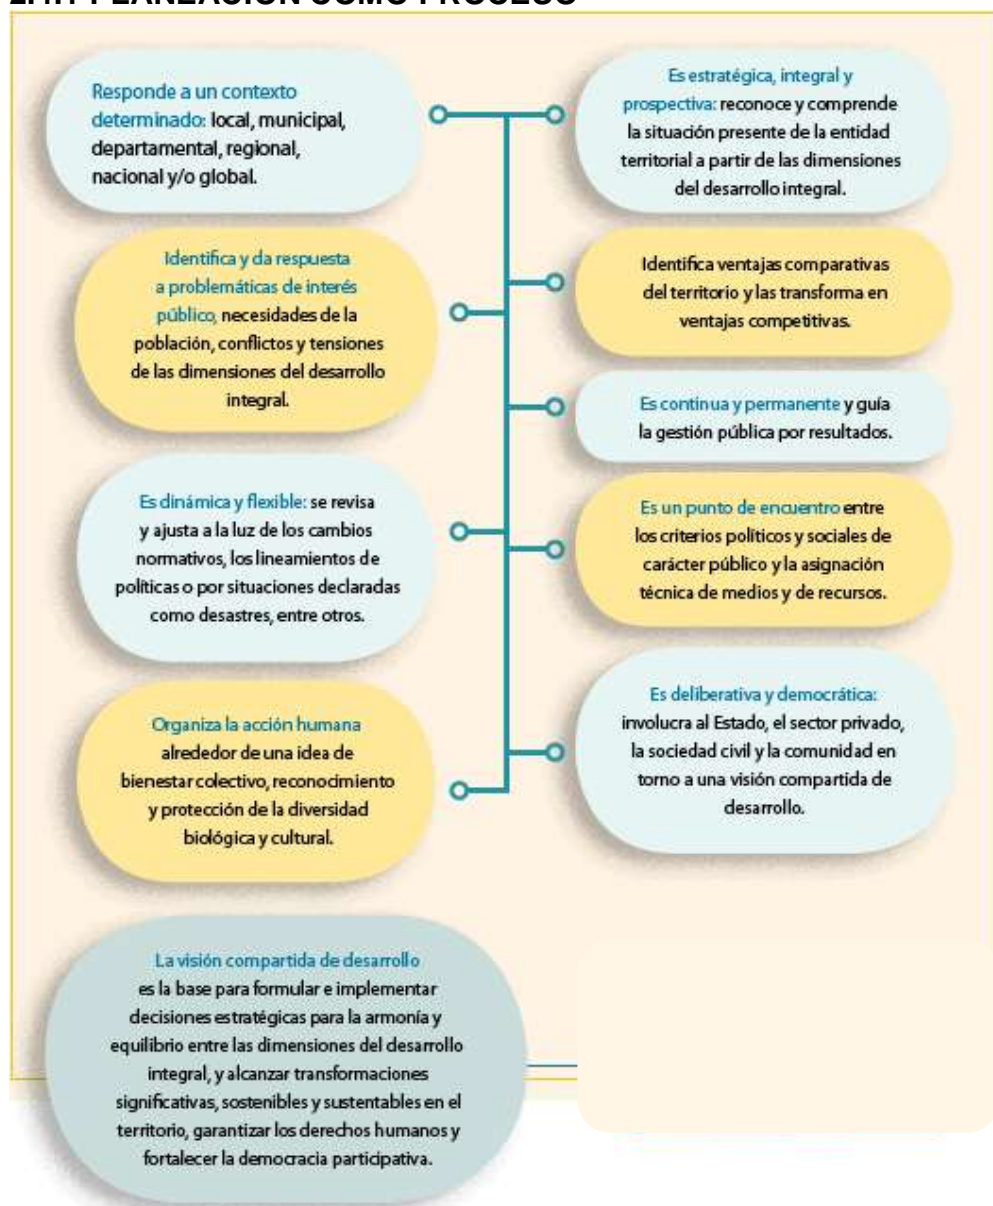 PLANEACIÓN COMO PROCESO
Responde a un contexto
determinado: local, municipal,
departamental, regional,
nacional y/o global.
Es estratégica, integral y
prospectiva: reconoce y comprende
la situación presente de la entidad
territorial a partir de las dimensiones
del desarrollo integral.
Identifica y da respuesta
a problemáticas de interés
público, necesidades de la
población, conflictos y tensiones
de las dimensiones del desarrollo
integral.
Identifica ventajas comparativas
del territorio y las transforma en
ventajas competitivas.
Es continua y permanente y guía
la gestión pública por resultados.
Es dinámica y flexible: se revisa
y ajusta a la luz de los cambios
normativos, los lineamientos de
políticas o por situaciones declaradas
como desastres, entre otros.
Es un punto de encuentro entre
los criterios políticos y sociales de
carácter público y la asignación
técnica de medios y de recursos.
Organiza la acción humana
alrededor de una idea de
bienestar colectivo, reconocimiento
y protección de la diversidad
biológica y cultural.
Es deliberativa y democrática:
involucra al Estado, el sector privado,
la sociedad civil y la comunidad en
torno a una visión compartida de
desarrollo.
La visión compartida de desarrollo
es la base para formular e implementar
decisiones estratégicas para la armonía y
equilibrio entre las dimensiones del desarrollo
integral, y alcanzar transformaciones
significativas, sostenibles y sustentables en el
territorio, garantizar los derechos humanos y
fortalecer la democracia participativa.